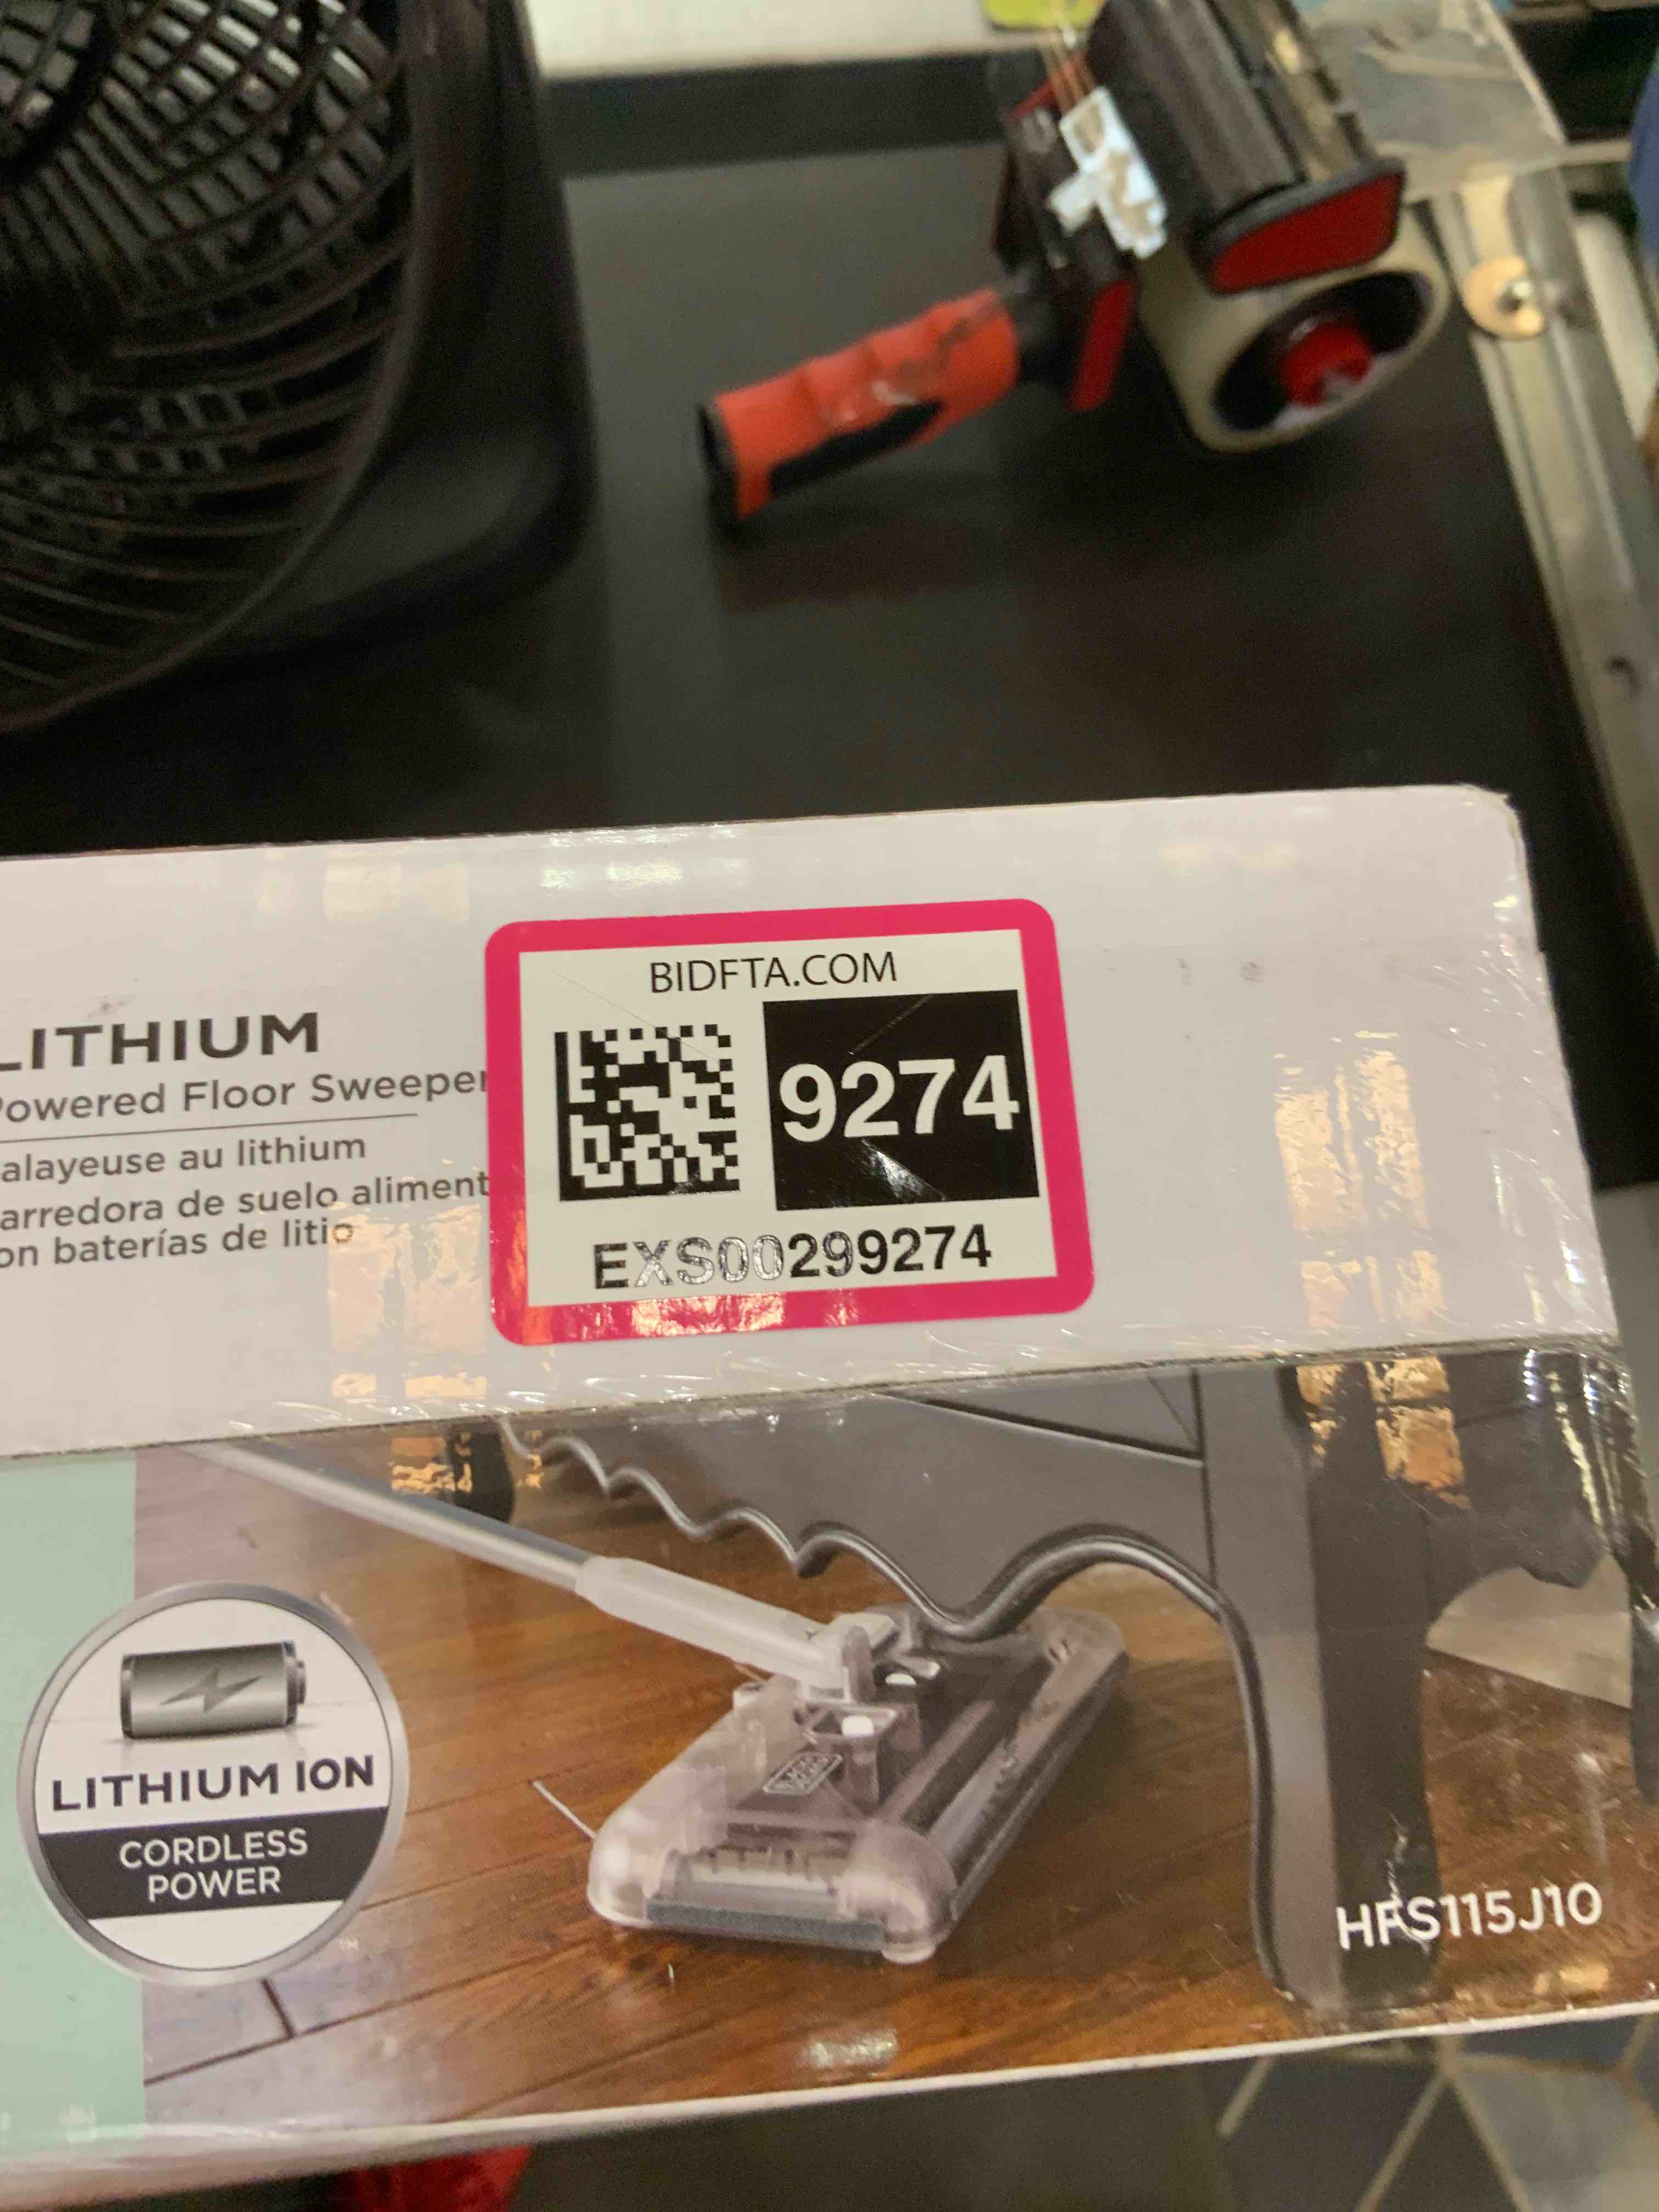 LITHIUM
Powered Floor Sweeper
alayeuse au lithium
arredora de suelo aliment
on baterías de litio
BIDFTA.COM
9274
EXS00299274
LITHIUM ION
CORDLESS
POWER
TM
HFS115J10